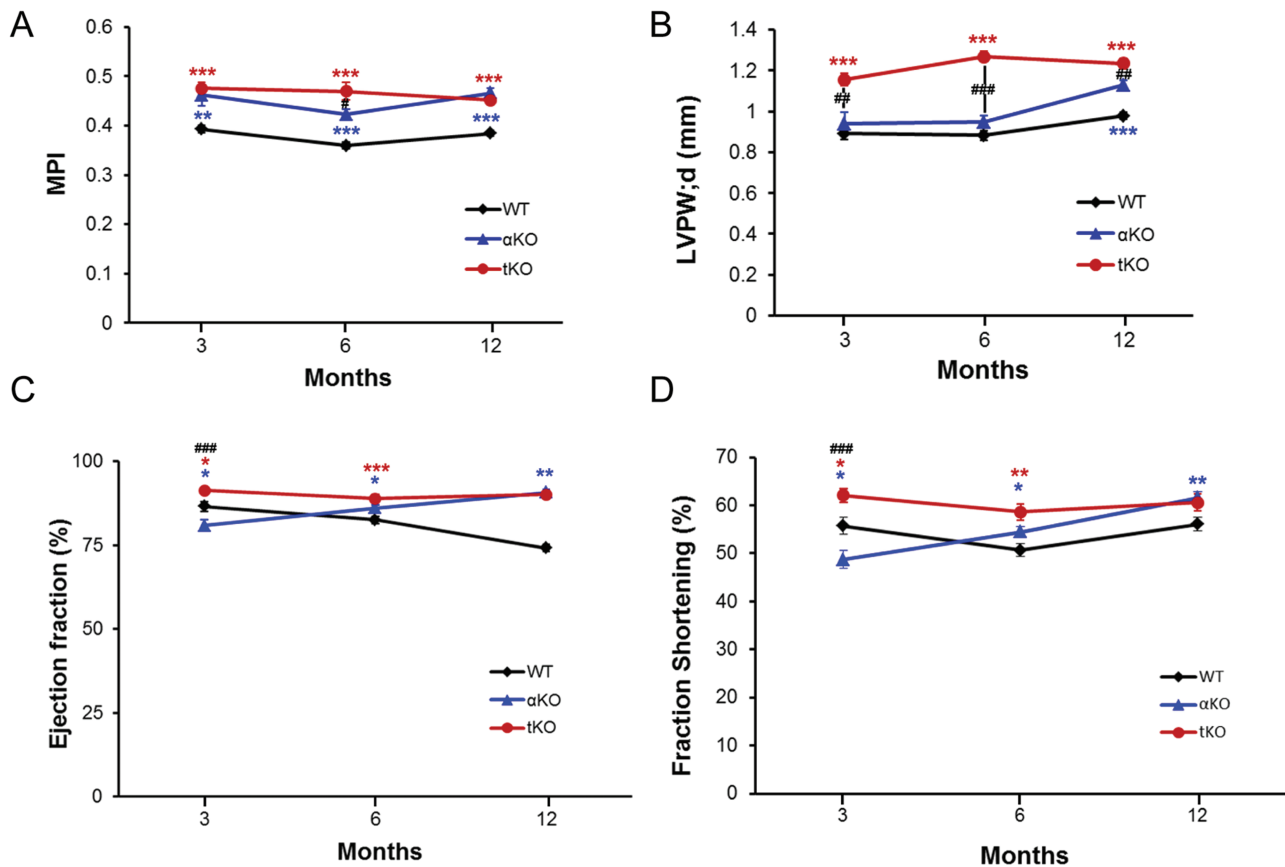 A
MPI
0.6
0.5
0.4
0.3
0.2
0.1
0
***
***
***
#
**
***
***
WT
αKO
tKO
3
6
12
Months
B
LVPW;d (mm)
1.4
1.2
1
0.8
0.6
0.4
0.2
0
***
***
***
##
###
##
***
WT
αKO
tKO
3
6
12
Months
C
Ejection fraction (%)
100
75
50
25
0
###
*
*
***
*
**
WT
αKO
tKO
3
6
12
Months
D
Fraction Shortening (%)
70
60
50
40
30
20
10
0
###
*
*
**
*
**
WT
αKO
tKO
3
6
12
Months